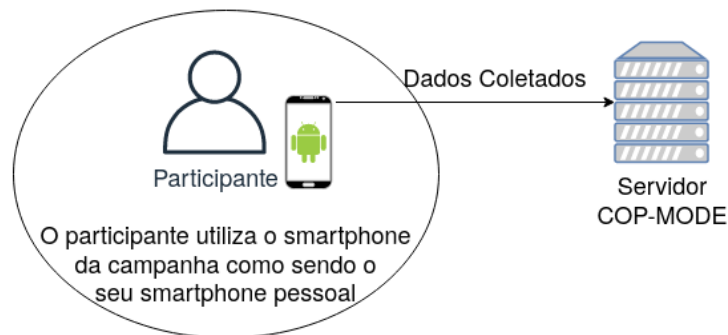 Dados Coletados
Participante
O participante utiliza o smartphone
da campanha como sendo o
seu smartphone pessoal
Servidor
COP-MODE